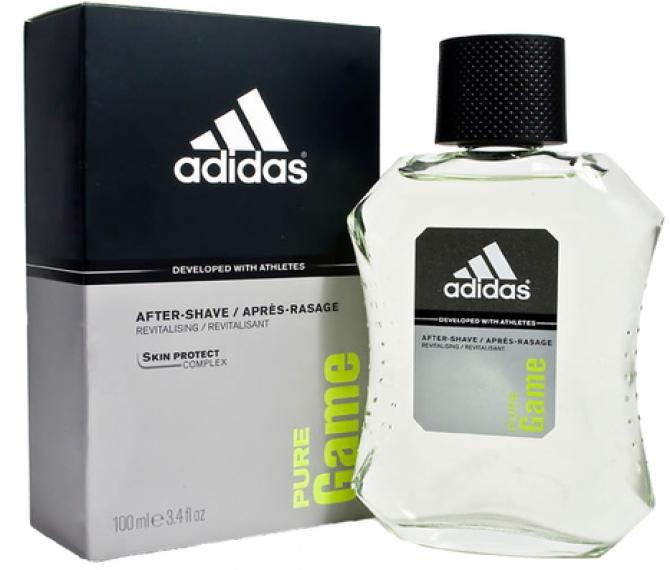 adidas
DEVELOPED WITH ATHLETES
AFTER-SHAVE / APRÈS-RASAGE
REVITALISING / REVITALISANT
SKIN PROTECT
COMPLEX
PURE
Game
100 ml e 3.4 fl oz
adidas
DEVELOPED WITH ATHLETES
AFTER-SHAVE / APRÈS-RASAGE
REVITALISING / REVITALISANT
PURE
Game